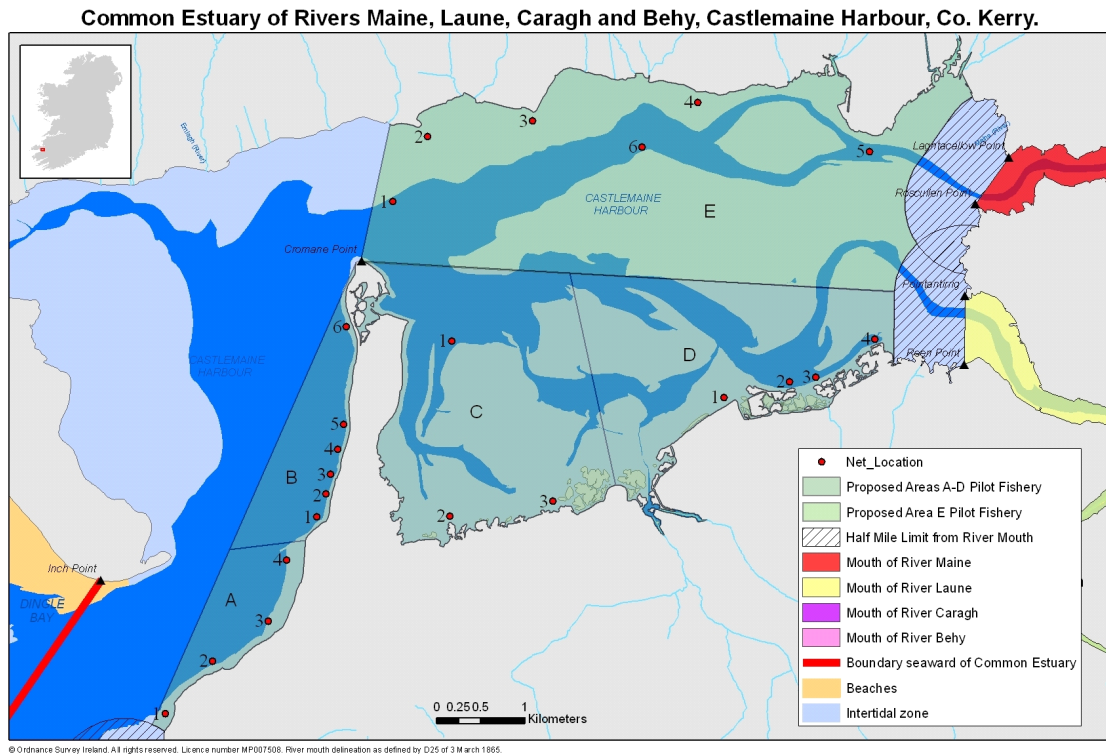 Common Estuary of Rivers Maine, Laune, Caragh and Behy, Castlemaine Harbour, Co. Kerry.
Emlagh (River)
4
3
2
6
5
Laghtacallow Point
Roscullen Point
CASTLEMAINE
HARBOUR
E
1
Cromane Point
Pointantirrig
6
CASTLEMAINE
HARBOUR
1
D
4
Reen Point
2
3
1
C
5
4
3
B
2
1
2
3
4
Inch Point
DINGLE
BAY
A
3
2
1
Net_Location
Proposed Areas A-D Pilot Fishery
Proposed Area E Pilot Fishery
Half Mile Limit from River Mouth
Mouth of River Maine
Mouth of River Laune
Mouth of River Caragh
Mouth of River Behy
Boundary seaward of Common Estuary
Beaches
Intertidal zone
0 0.25 0.5 1
Kilometers
© Ordnance Survey Ireland. All rights reserved. Licence number MP007508. River mouth delineation as defined by D25 of 3 March 1865.